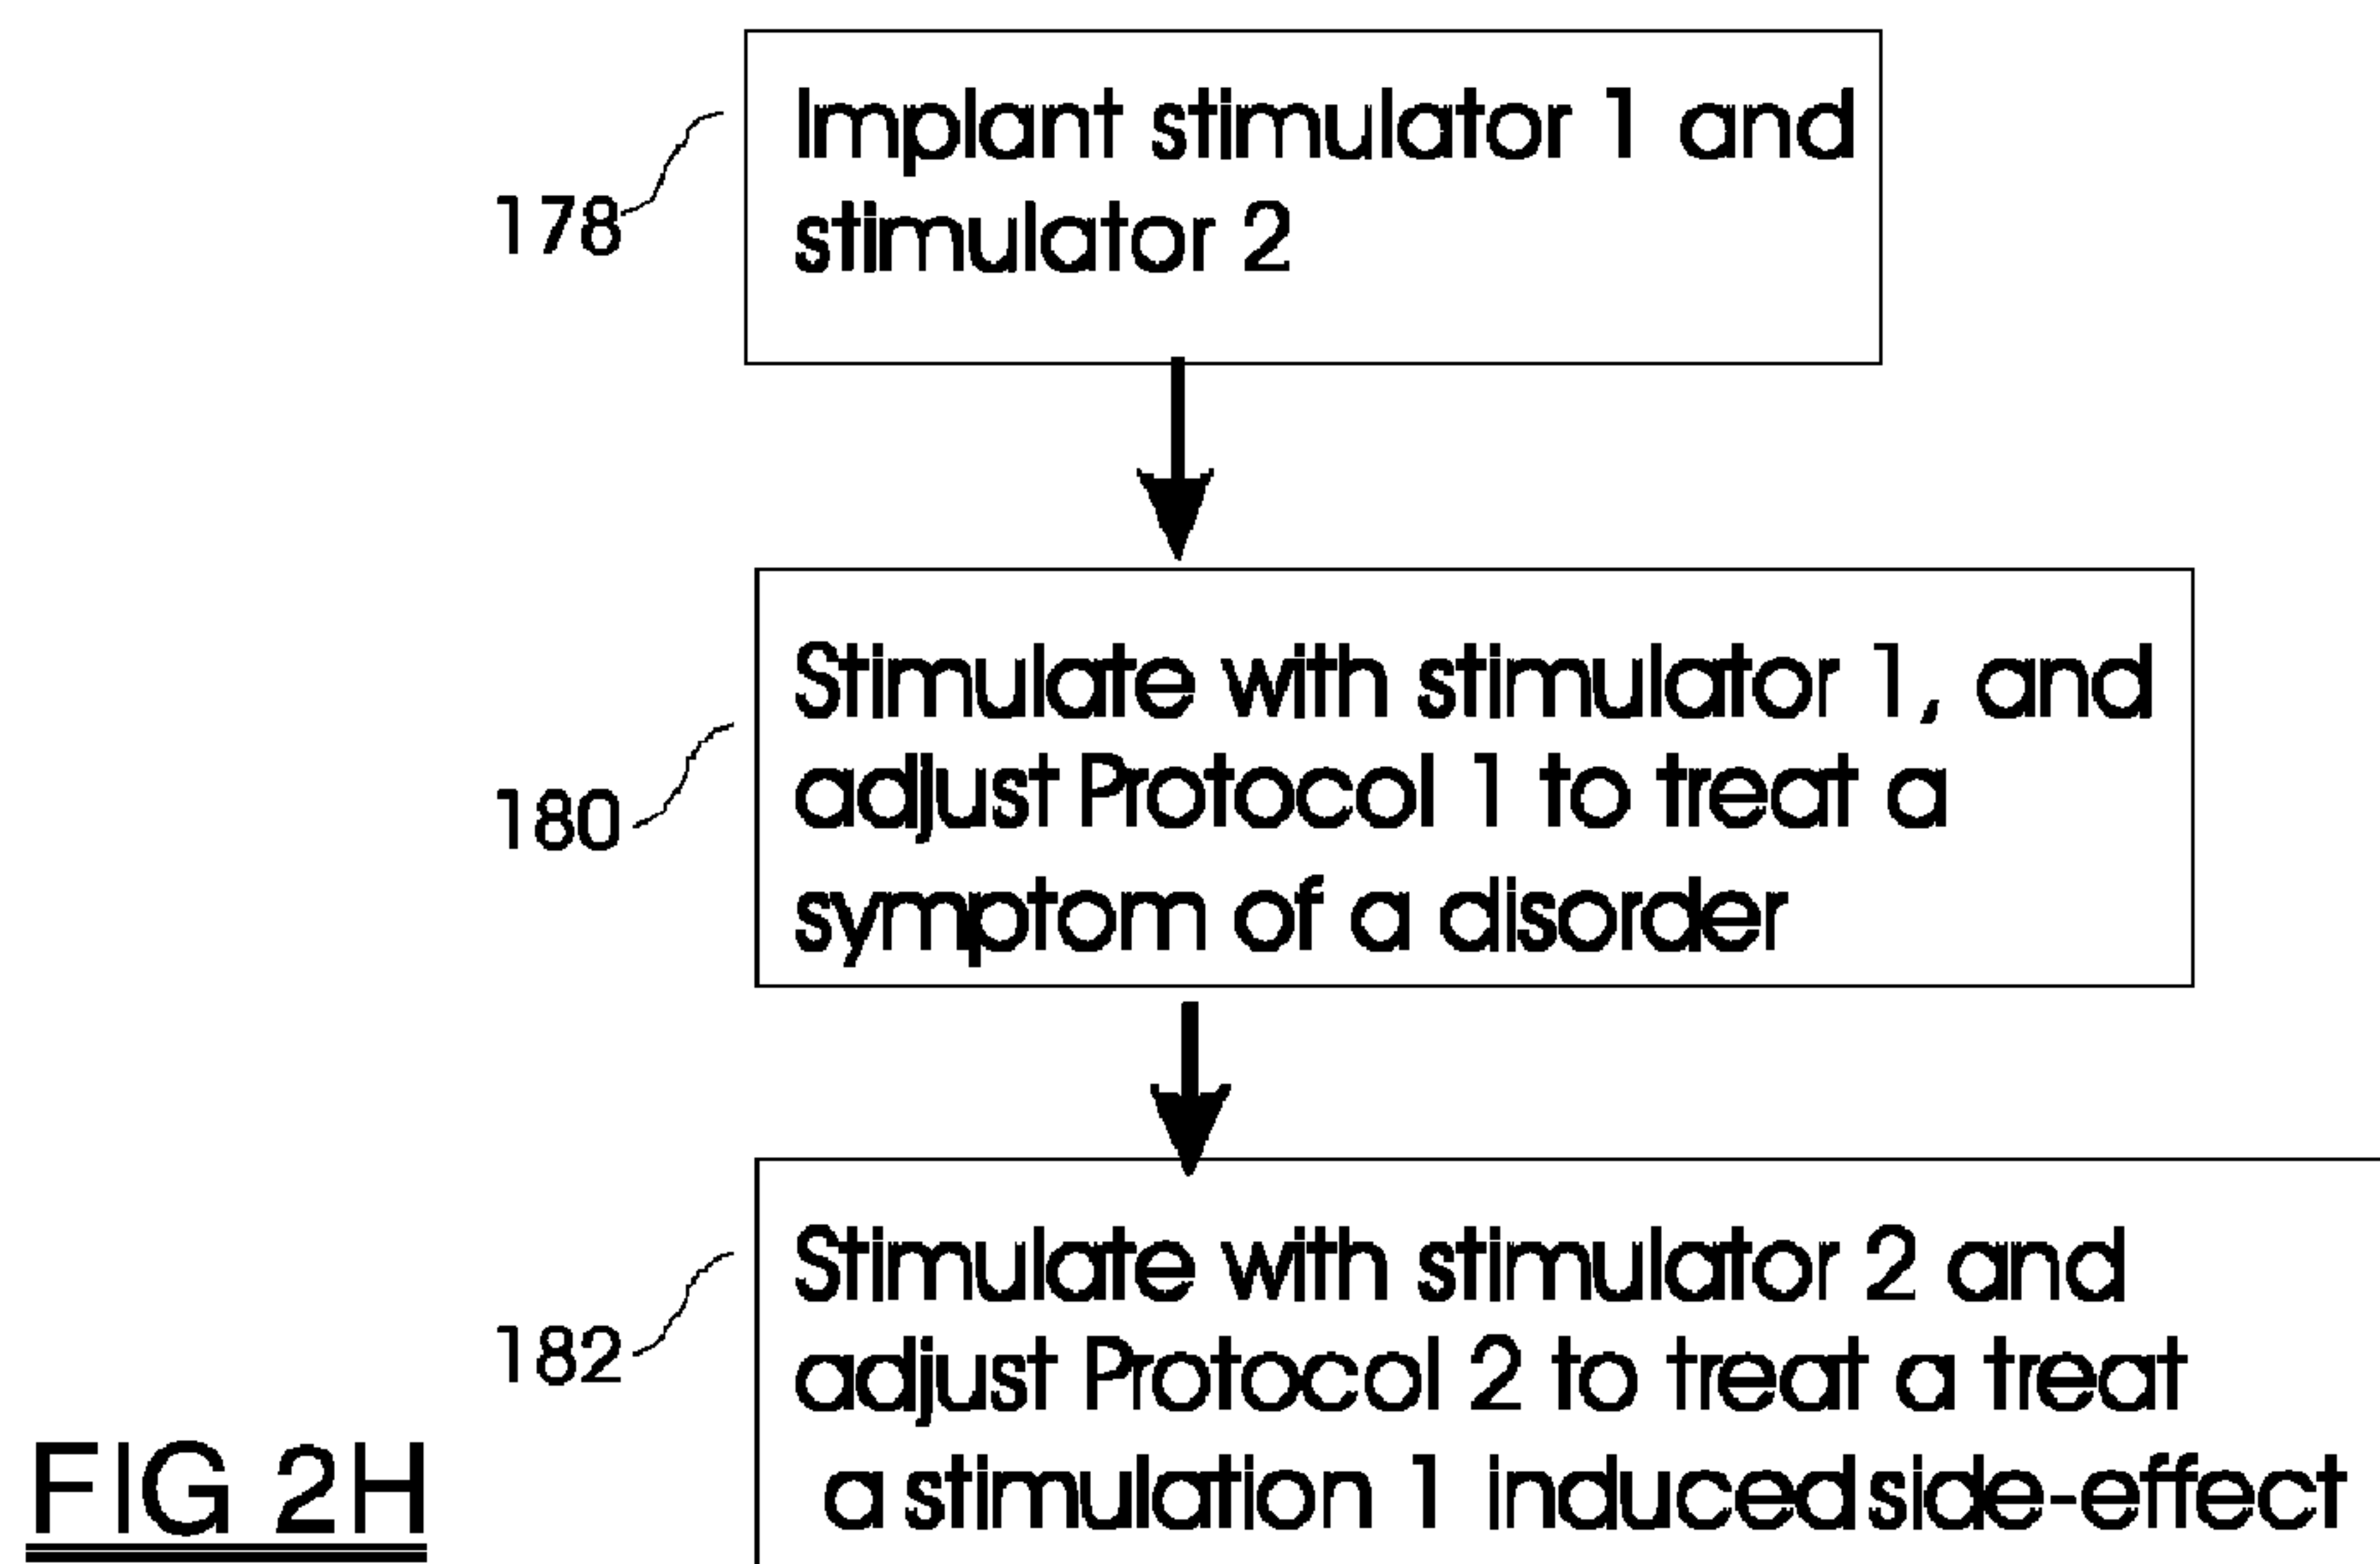 Implant stimulator 1 and
stimulator 2
178
Stimulate with stimulator 1, and
adjust Protocol 1 to treat a
symptom of a disorder
180
Stimulate with stimulator 2 and
adjust Protocol 2 to treat a treat
a stimulation 1 induced side-effect
182
FIG 2H